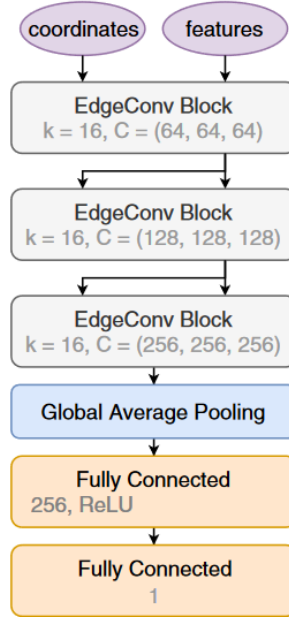 coordinates features
EdgeConv Block
k = 16, C = (64, 64, 64)
EdgeConv Block
k = 16, C = (128, 128, 128)
EdgeConv Block
k = 16, C = (256, 256, 256)
Global Average Pooling
Fully Connected
256, ReLU
Fully Connected
1